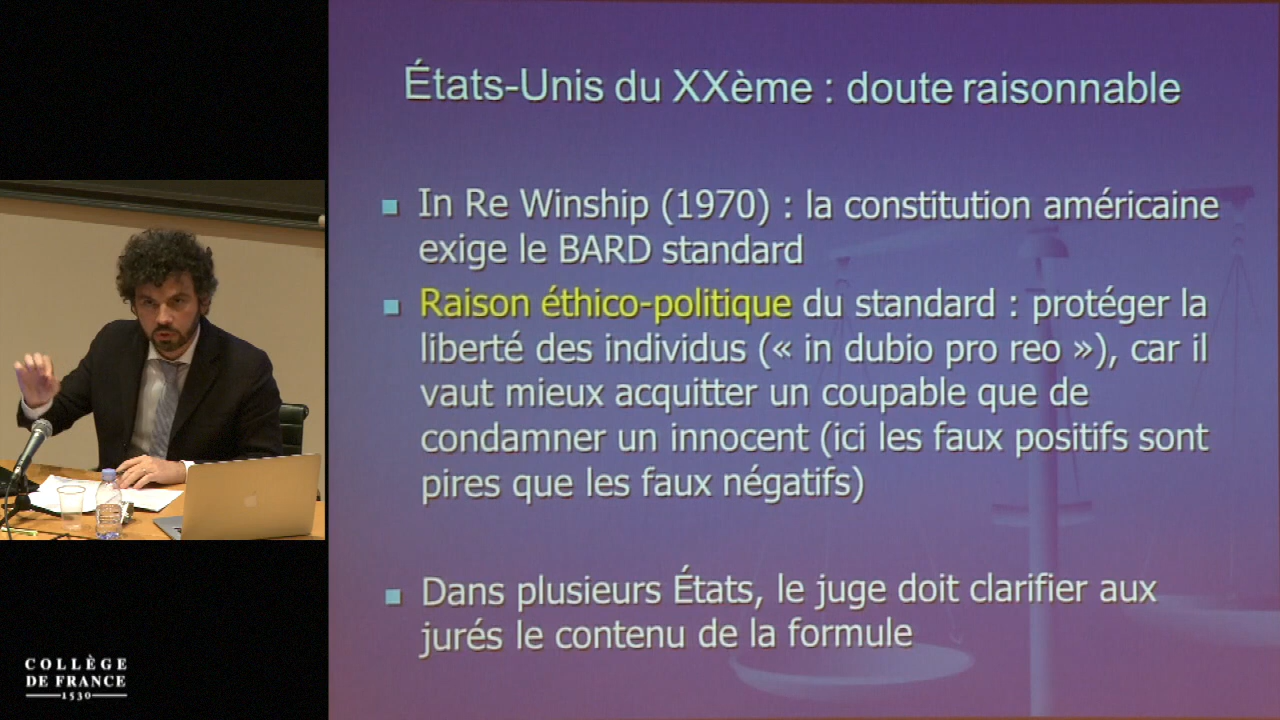 États-Unis du XXème : doute raisonnable
In Re Winship (1970) : la constitution américaine
exige le BARD standard
Raison éthico-politique du standard : protéger la
liberté des individus (« in dubio pro reo »), car il
vaut mieux acquitter un coupable que de
condamner un innocent (ici les faux positifs sont
pires que les faux négatifs)
Dans plusieurs États, le juge doit clarifier aux
jurés le contenu de la formule
COLLÈGE
DE FRANCE
1530